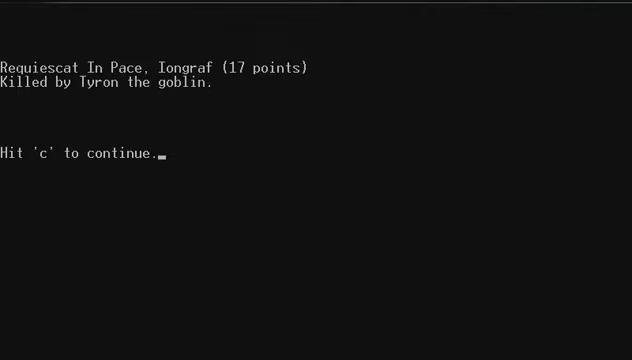 Requiescat In Pace, Iongraf (17 points)
Killed by Tyron the goblin.
Hit 'c' to continue.